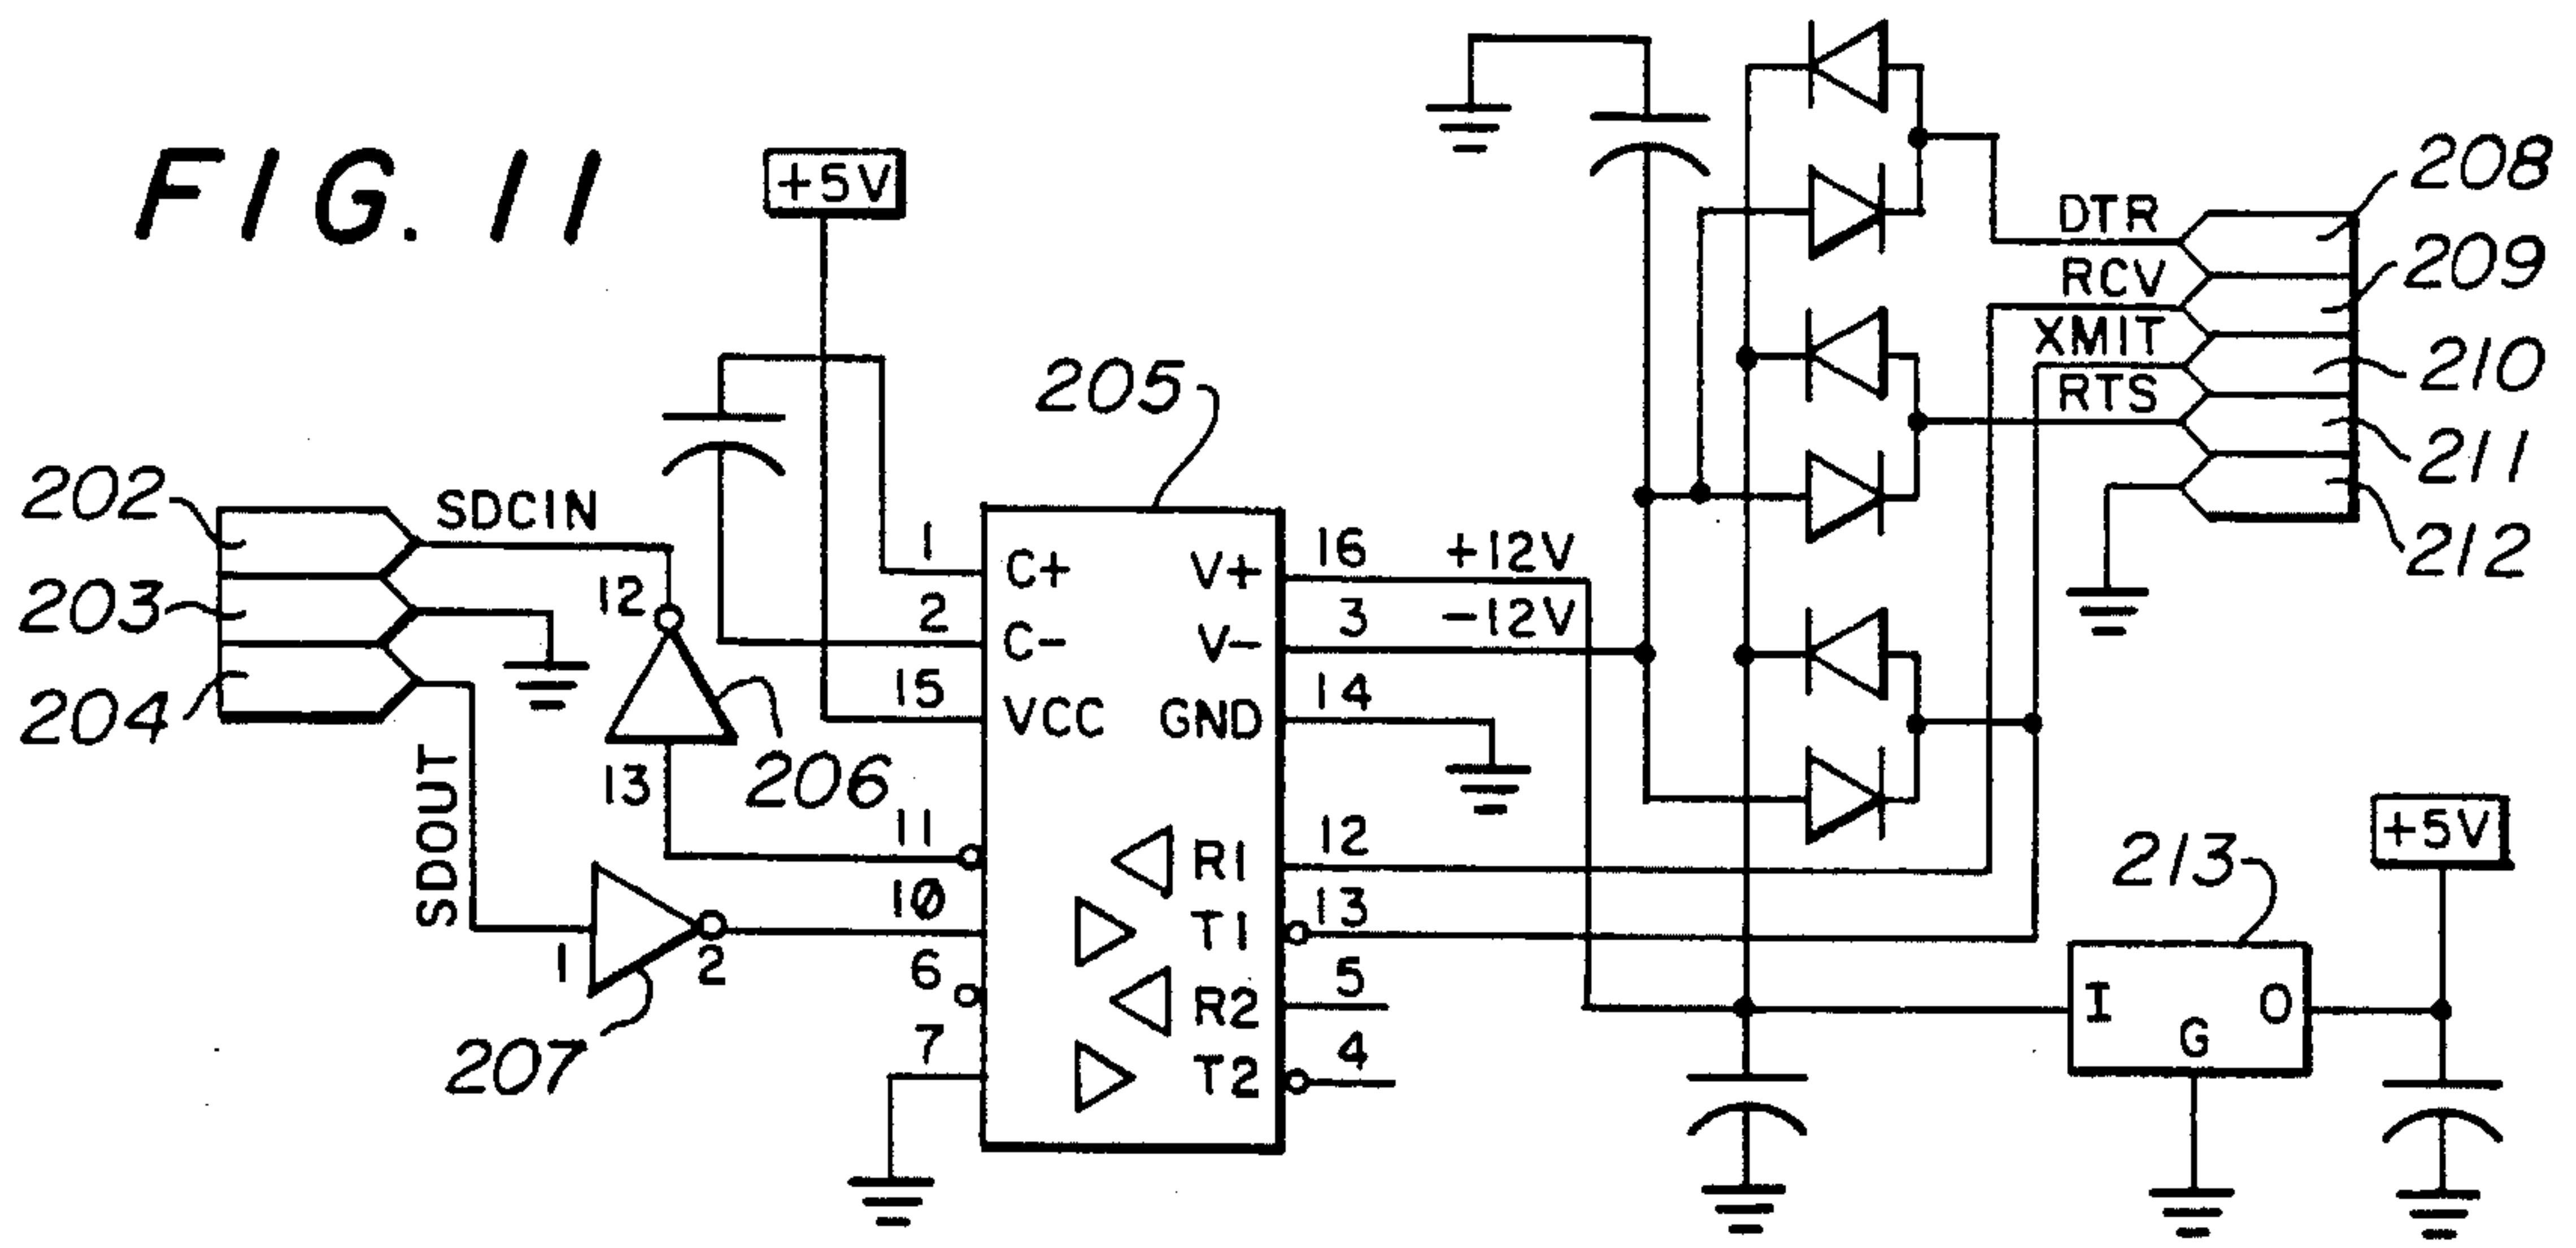 FIG. 11
+5V
208
DTR
209
RCV
XMIT
210
RTS
211
212
205
202
SDCIN
203
204
12
206
13
SDOUT
1
2
207
1
C+
V+
16
+12V
2
C-
V-
3
-12V
15
VCC
GND
14
11
R1
12
10
T1
13
6
R2
5
7
T2
4
213
+5V
I
G
O